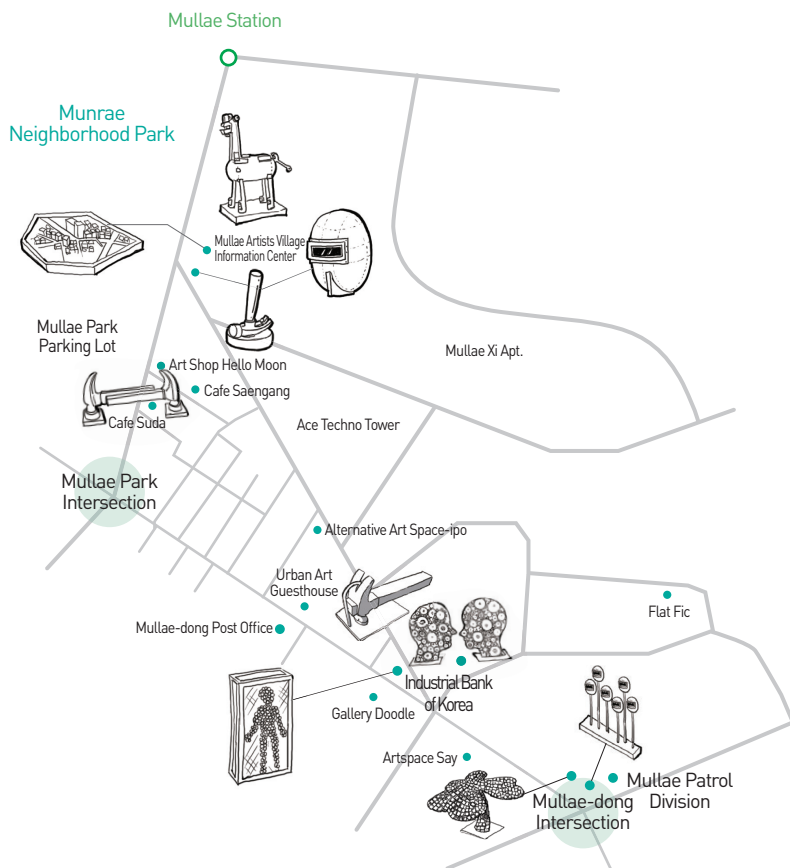 Mullae Station
Munrae
Neighborhood Park
Mullae Artists Village
Information Center
Mullae Park
Parking Lot
Mullae Xi Apt.
Art Shop Hello Moon
Cafe Saengang
Cafe Suda
Ace Techno Tower
Mullae Park
Intersection
Alternative Art Space-ipo
Urban Art
Guesthouse
Flat Fic
Mullae-dong Post Office
Industrial Bank
of Korea
Gallery Doodle
Artspace Say
Mullae Patrol
Division
Mullae-dong
Intersection